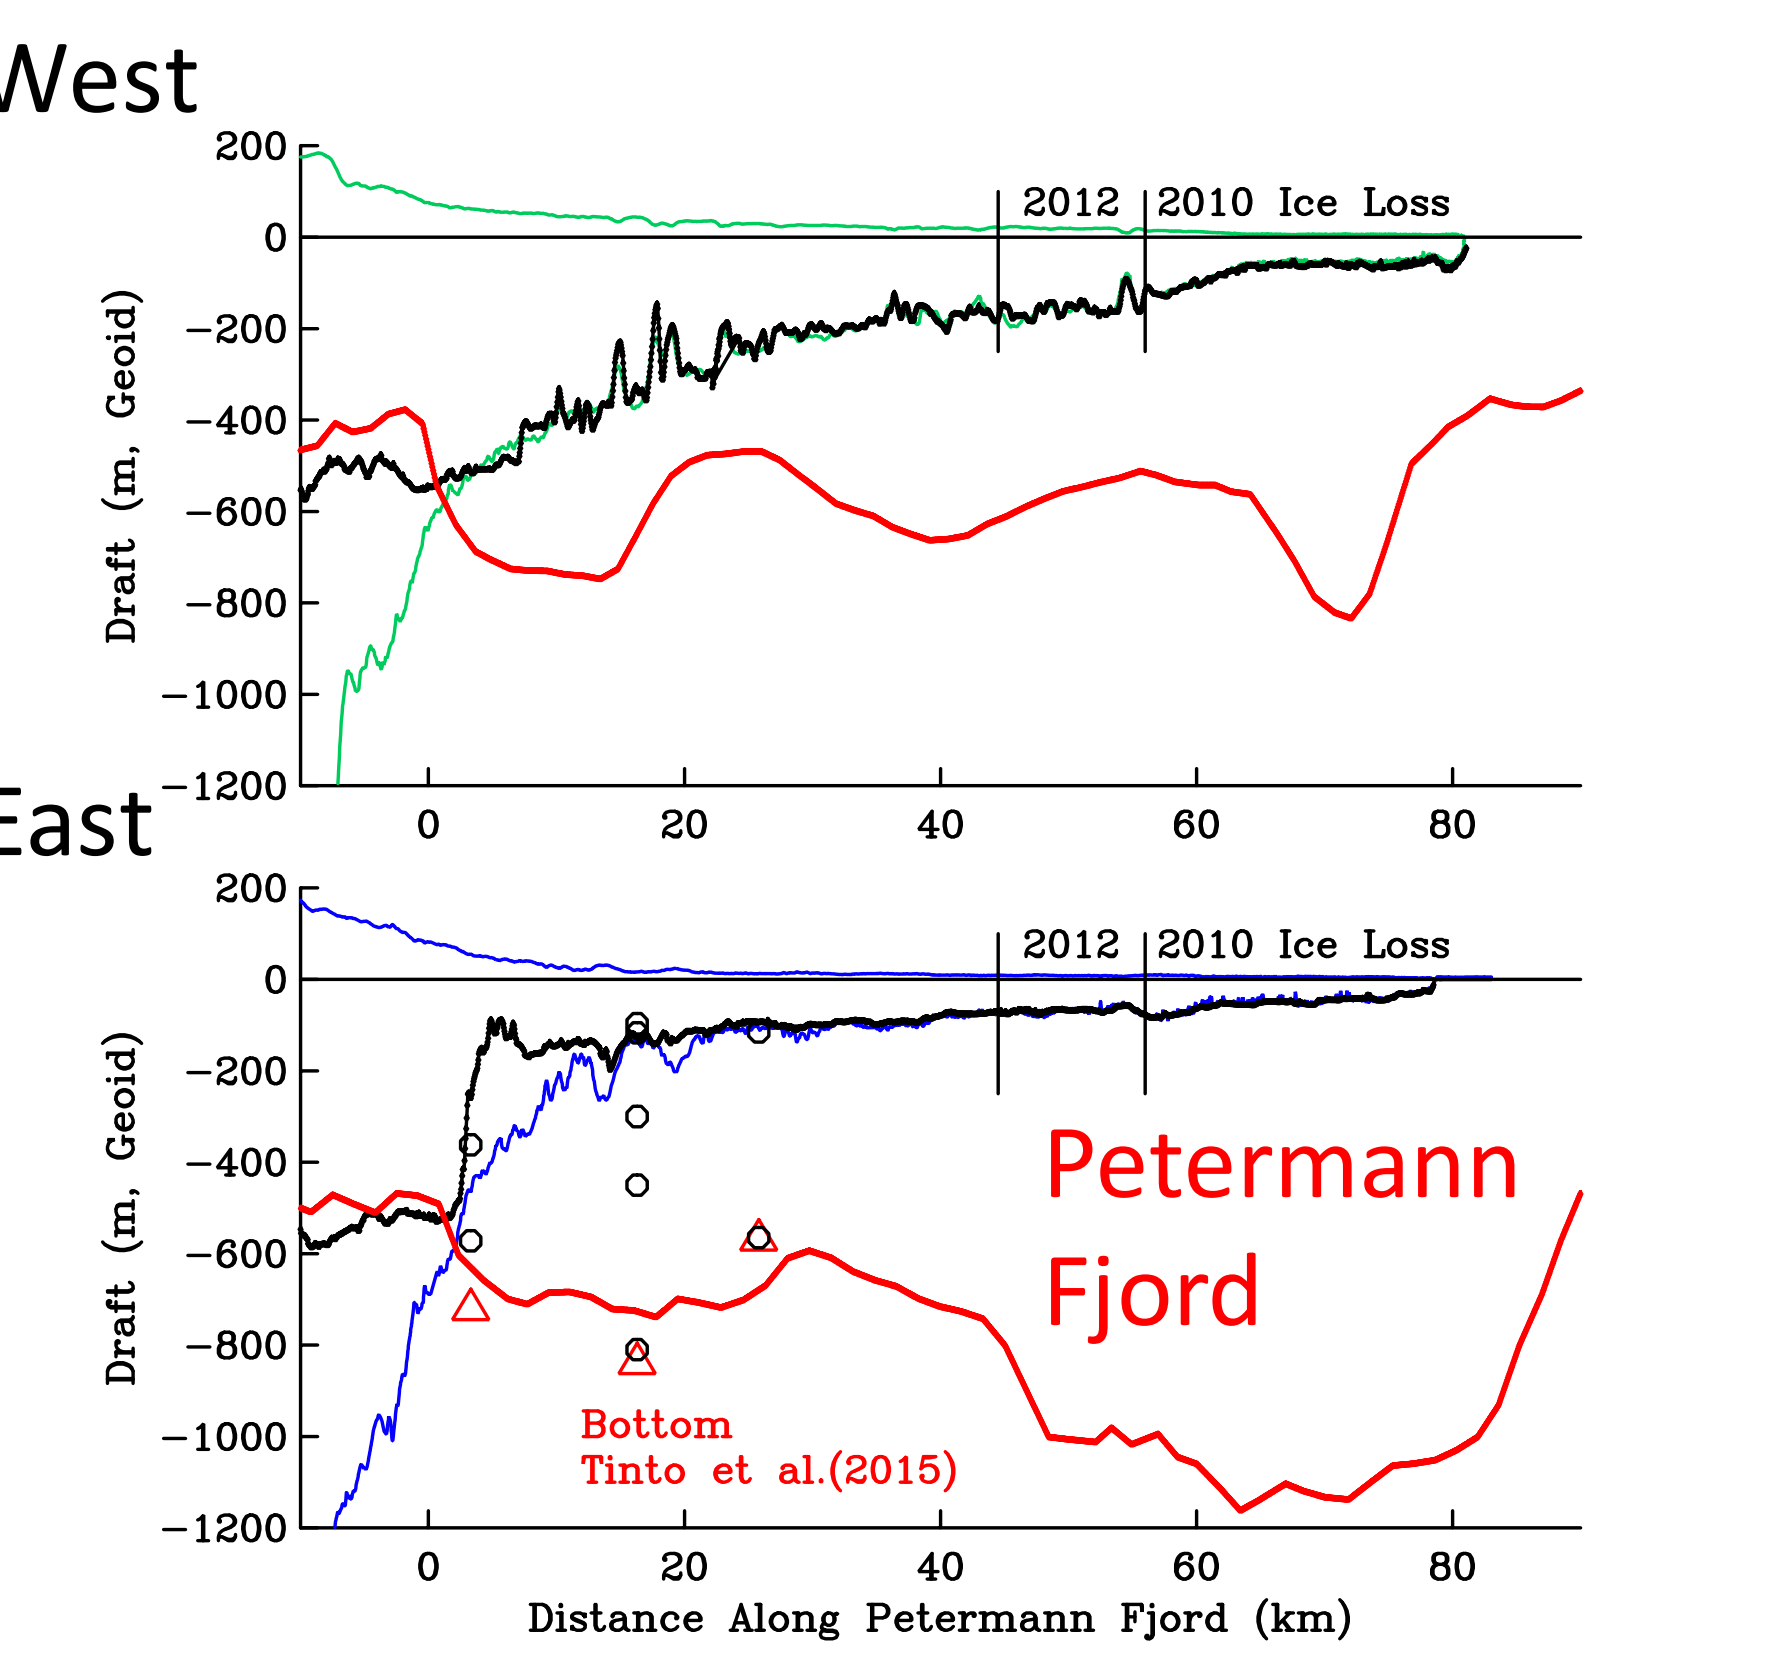 West
200
2012 2010 Ice Loss
0
−200
−400
−600
−800
−1000
−1200
Draft (m, Geoid)
0 20 40 60 80
East
200
2012 2010 Ice Loss
0
−200
−400
−600
−800
−1000
−1200
Draft (m, Geoid)
Petermann
Fjord
Bottom
Tinto et al.(2015)
0 20 40 60 80
Distance Along Petermann Fjord (km)